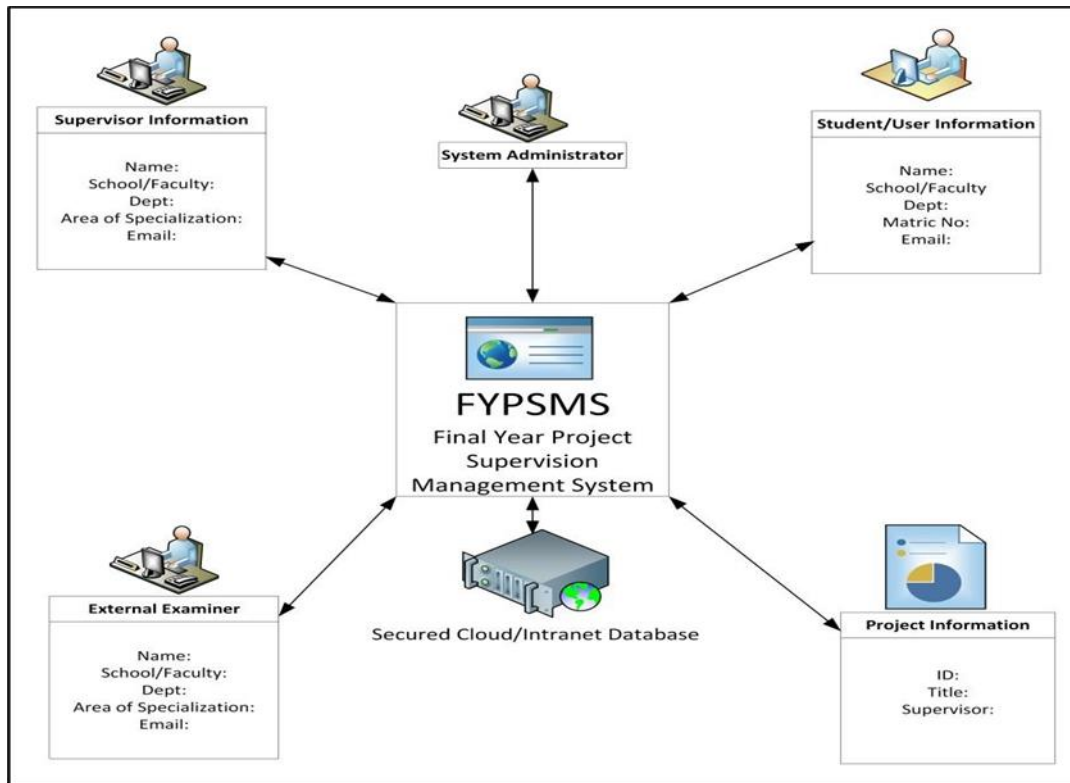 Supervisor Information
Name:
School/Faculty:
Dept:
Area of Specialization:
Email:
System Administrator
Student/User Information
Name:
School/Faculty
Dept:
Matric No:
Email:
FYPSMS
Final Year Project
Supervision
Management System
External Examiner
Name:
School/Faculty:
Dept:
Area of Specialization:
Email:
Secured Cloud/Intranet Database
Project Information
ID:
Title:
Supervisor: